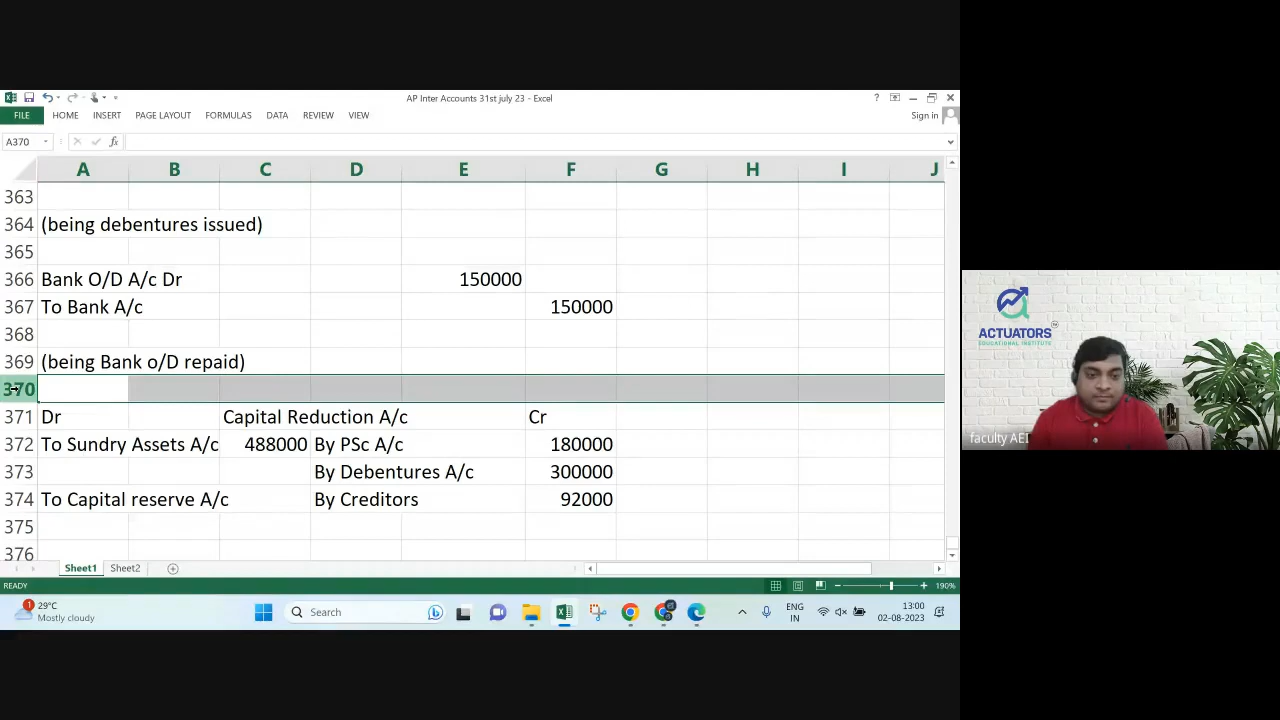 AP Inter Accounts 31st july 23 - Excel
FILE HOME INSERT PAGE LAYOUT FORMULAS DATA REVIEW VIEW Sign in
A370 fx
A B C D E F G H I J
363
364 (being debentures issued)
365
366 Bank O/D A/c Dr 150000
367 To Bank A/c 150000
368
369 (being Bank o/D repaid)
370
371 Dr Capital Reduction A/c Cr
372 To Sundry Assets A/c 488000 By PSc A/c 180000
373 By Debentures A/c 300000
374 To Capital reserve A/c By Creditors 92000
375
376
Sheet1 Sheet2
READY 190%
29°C
Mostly cloudy
Search
ENG
IN
13:00
02-08-2023
ACTUATORS
EDUCATIONAL INSTITUTE
faculty AEI